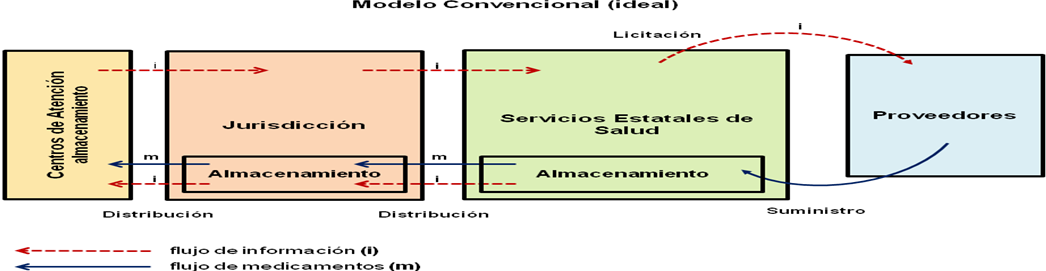 Modelo Convencional (ideal)
Licitación
i
i
i
Centros de Atención
almacenamiento
Jurisdicción
Servicios Estatales de
Salud
Proveedores
m
m
Almacenamiento
Almacenamiento
i
i
Distribución
Distribución
Suministro
flujo de información (i)
flujo de medicamentos (m)